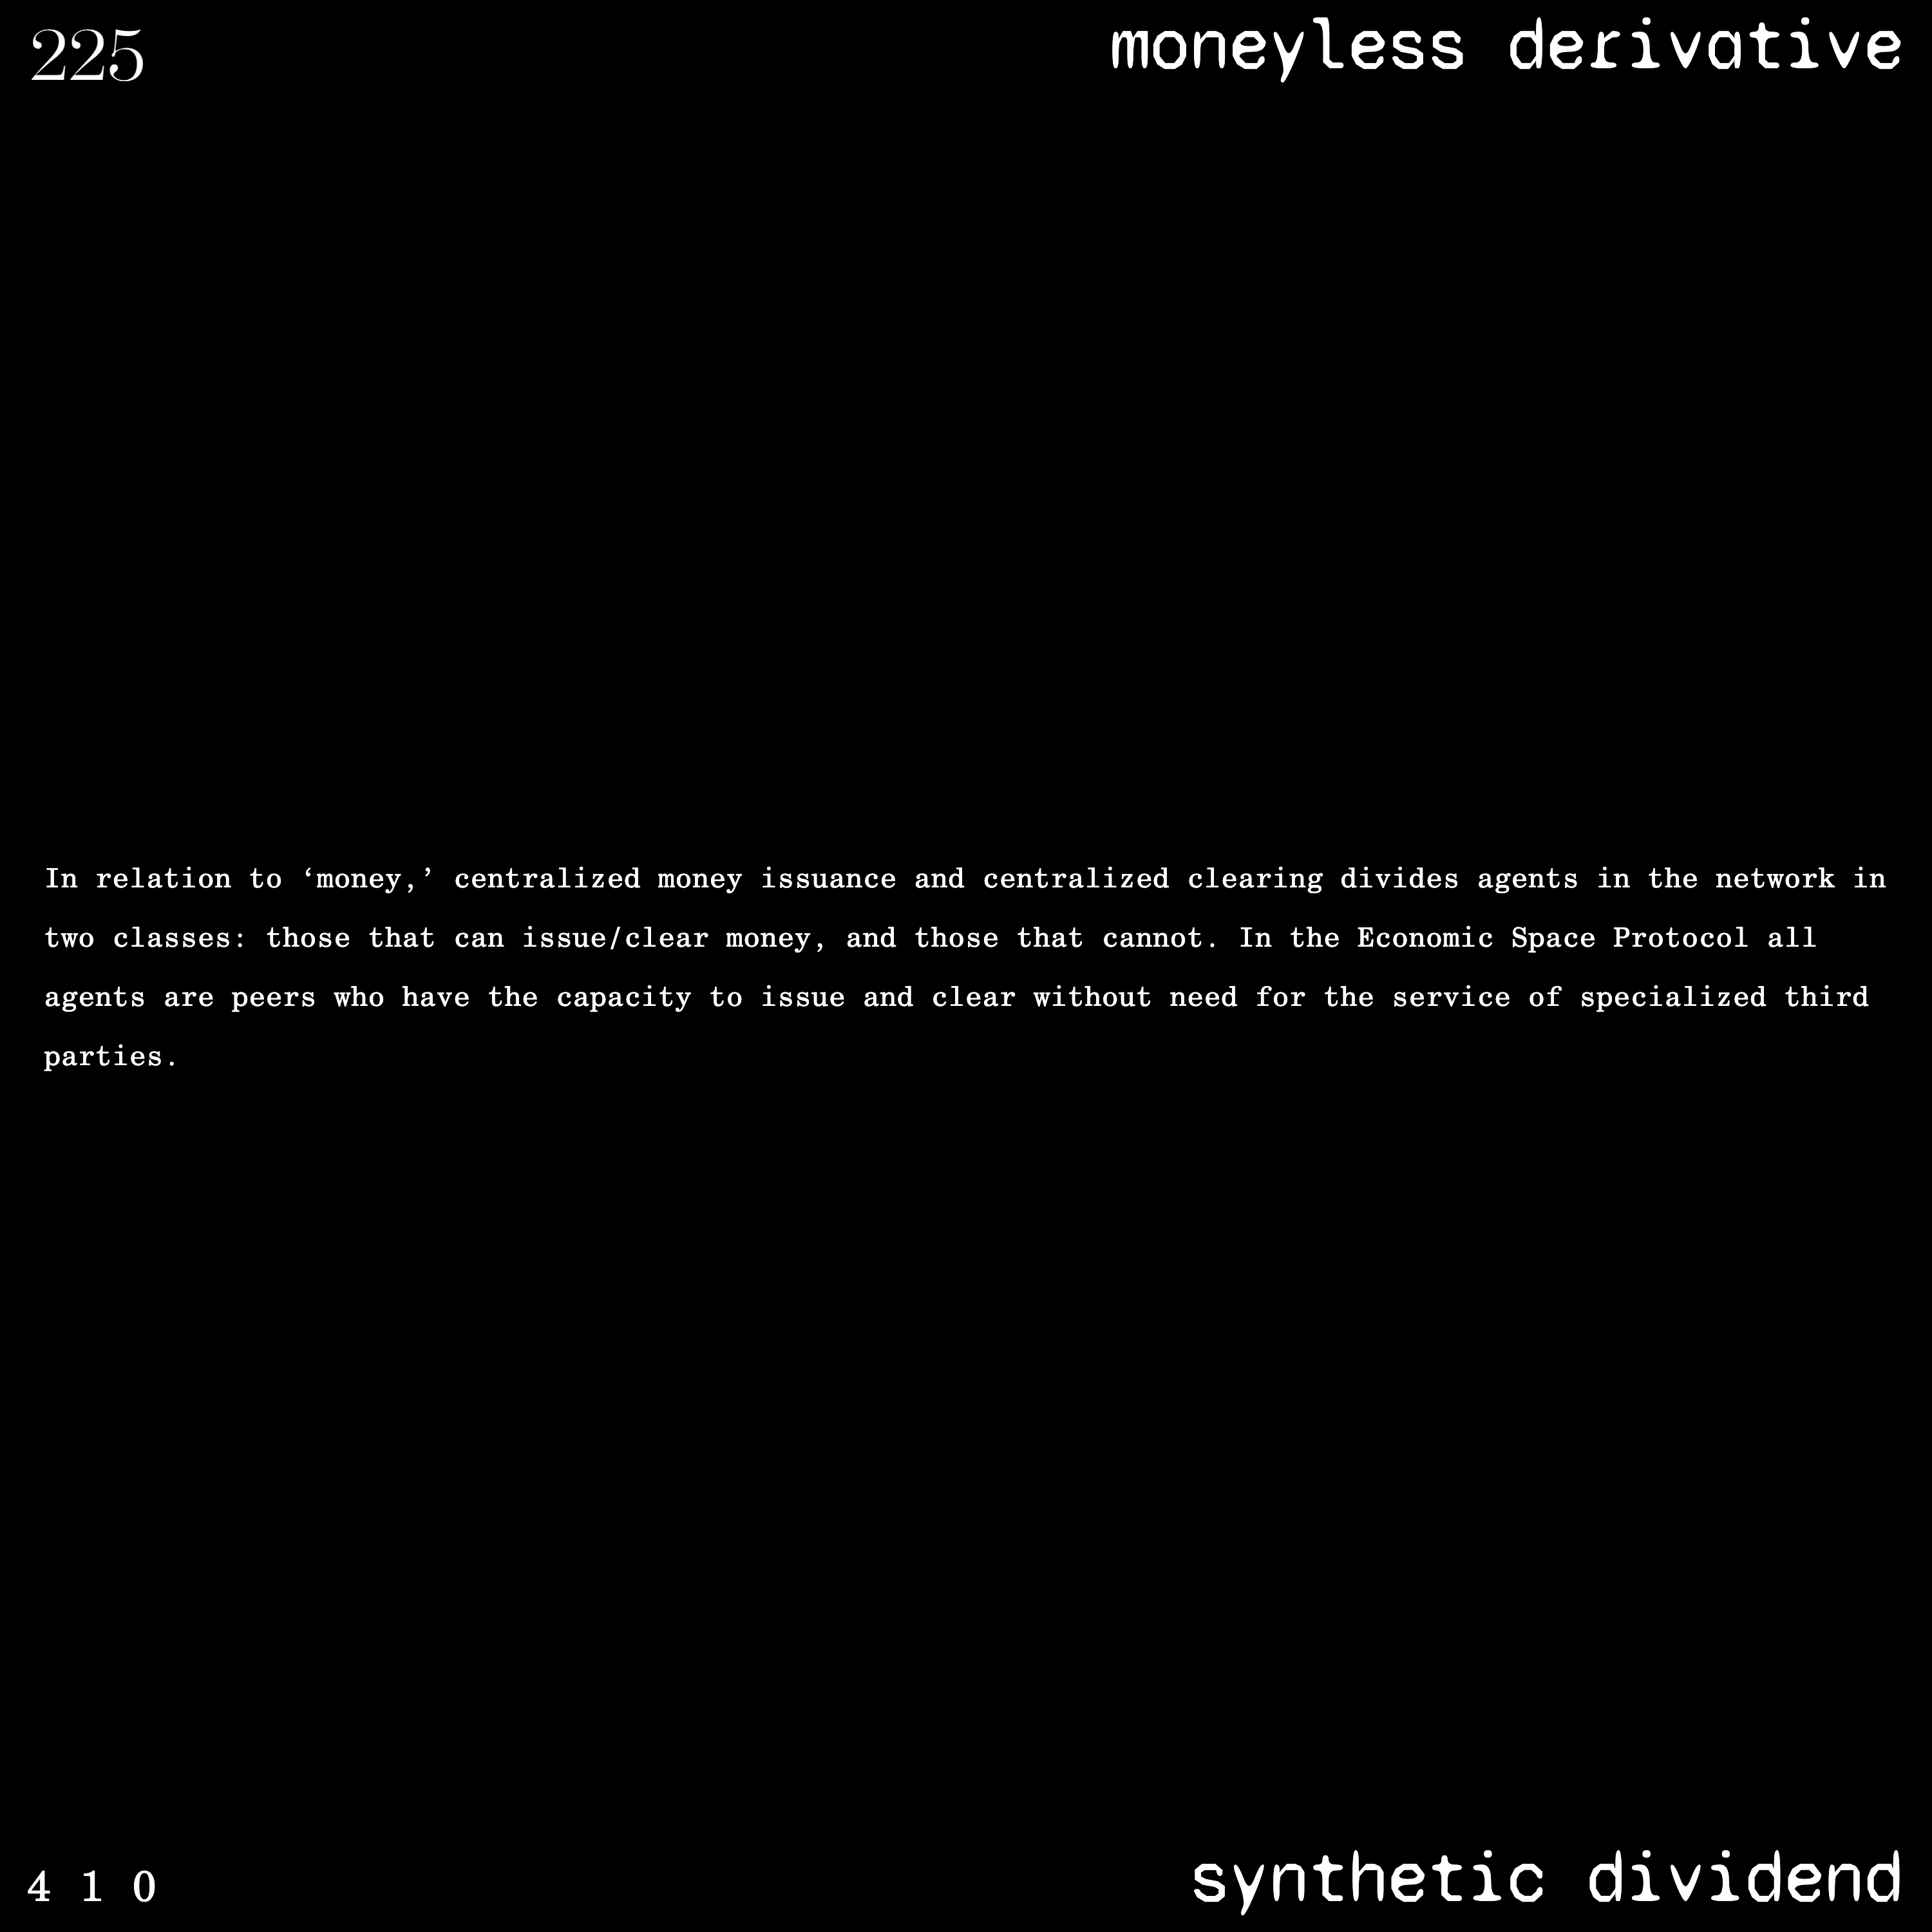 225
moneyless derivative
In relation to ‘money,’ centralized money issuance and centralized clearing divides agents in the network in
two classes: those that can issue/clear money, and those that cannot. In the Economic Space Protocol all
agents are peers who have the capacity to issue and clear without need for the service of specialized third
parties.
4 1 0
synthetic dividend